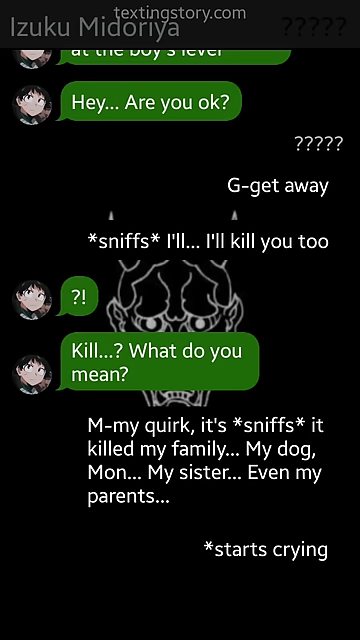 textingstory.com
Izuku Midoriya
?????
at the boy's level
Hey... Are you ok?
?????
G-get away
*sniffs* I'll... I'll kill you too
?!
Kill...? What do you
mean?
M-my quirk, it's *sniffs* it
killed my family... My dog,
Mon... My sister... Even my
parents...
*starts crying